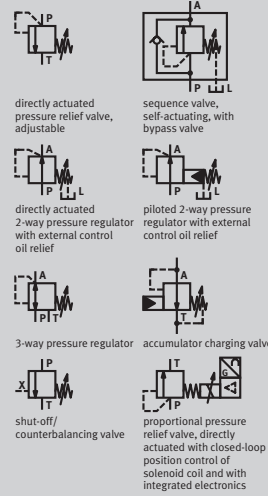 P
T
directly actuated
pressure relief valve,
adjustable
A
P
L
sequence valve,
self-actuating, with
bypass valve
A
P
L
directly actuated
2-way pressure regulator
with external control
oil relief
A
P
L
piloted 2-way pressure
regulator with external
control oil relief
A
P T
3-way pressure regulator
A
T
accumulator charging valve
P
X
T
shut-off/
counterbalancing valve
T
P
G
proportional pressure
relief valve, directly
actuated with closed-loop
position control of
solenoid coil and with
integrated electronics